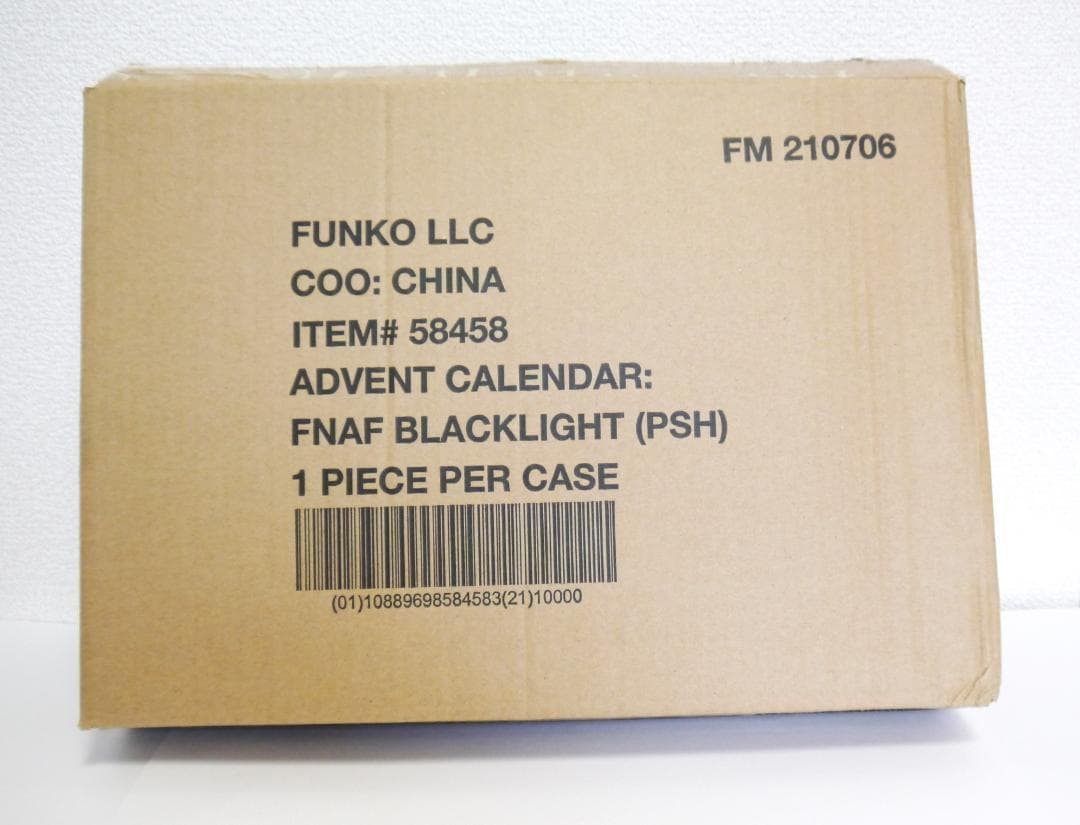 FM 210706
FUNKO LLC
COO: CHINA
ITEM# 58458
ADVENT CALENDAR:
FNAF BLACKLIGHT (PSH)
1 PIECE PER CASE
(01)10889698584583(21)10000